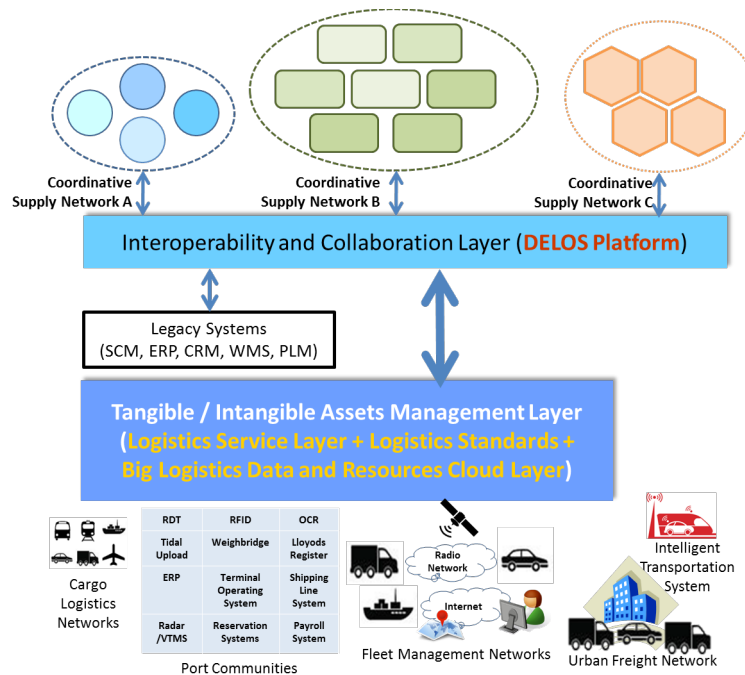 Coordinative
Supply Network A
Coordinative
Supply Network B
Coordinative
Supply Network C
Interoperability and Collaboration Layer (DELOS Platform)
Legacy Systems
(SCM, ERP, CRM, WMS, PLM)
Tangible / Intangible Assets Management Layer
(Logistics Service Layer + Logistics Standards +
Big Logistics Data and Resources Cloud Layer)
Cargo
Logistics
Networks
RDT
RFID
OCR
Tidal
Upload
Weighbridge
Lloyods
Register
ERP
Terminal
Operating
System
Shipping
Line
System
Radar
/VTMS
Reservation
Systems
Payroll
System
Port Communities
Radio
Network
Internet
Fleet Management Networks
Intelligent
Transportation
System
Urban Freight Network